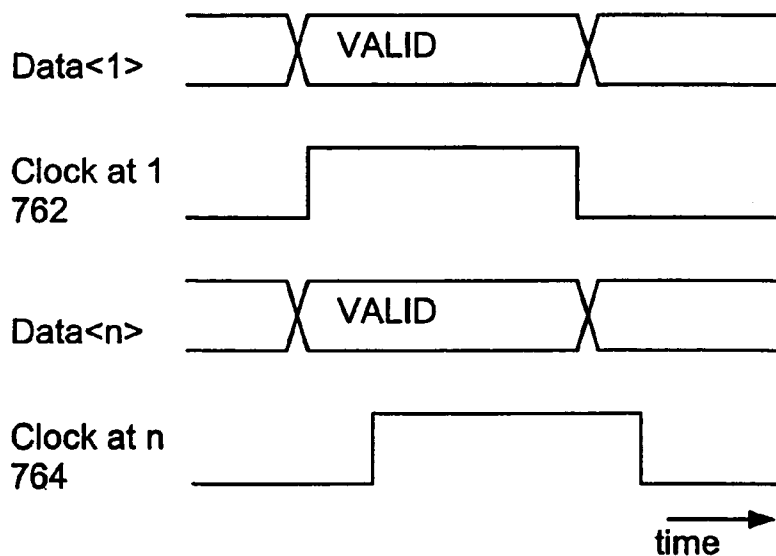 VALID
Data<1>
Clock at 1
762
VALID
Data<n>
Clock at n
764
time